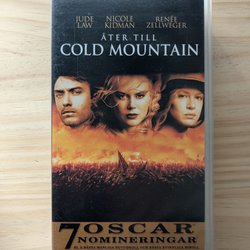 JUDE NICOLE RENÉE
LAW KIDMAN ZELLWEGER
ÅTER TILL
COLD MOUNTAIN
7 OSCAR
NOMINERINGAR